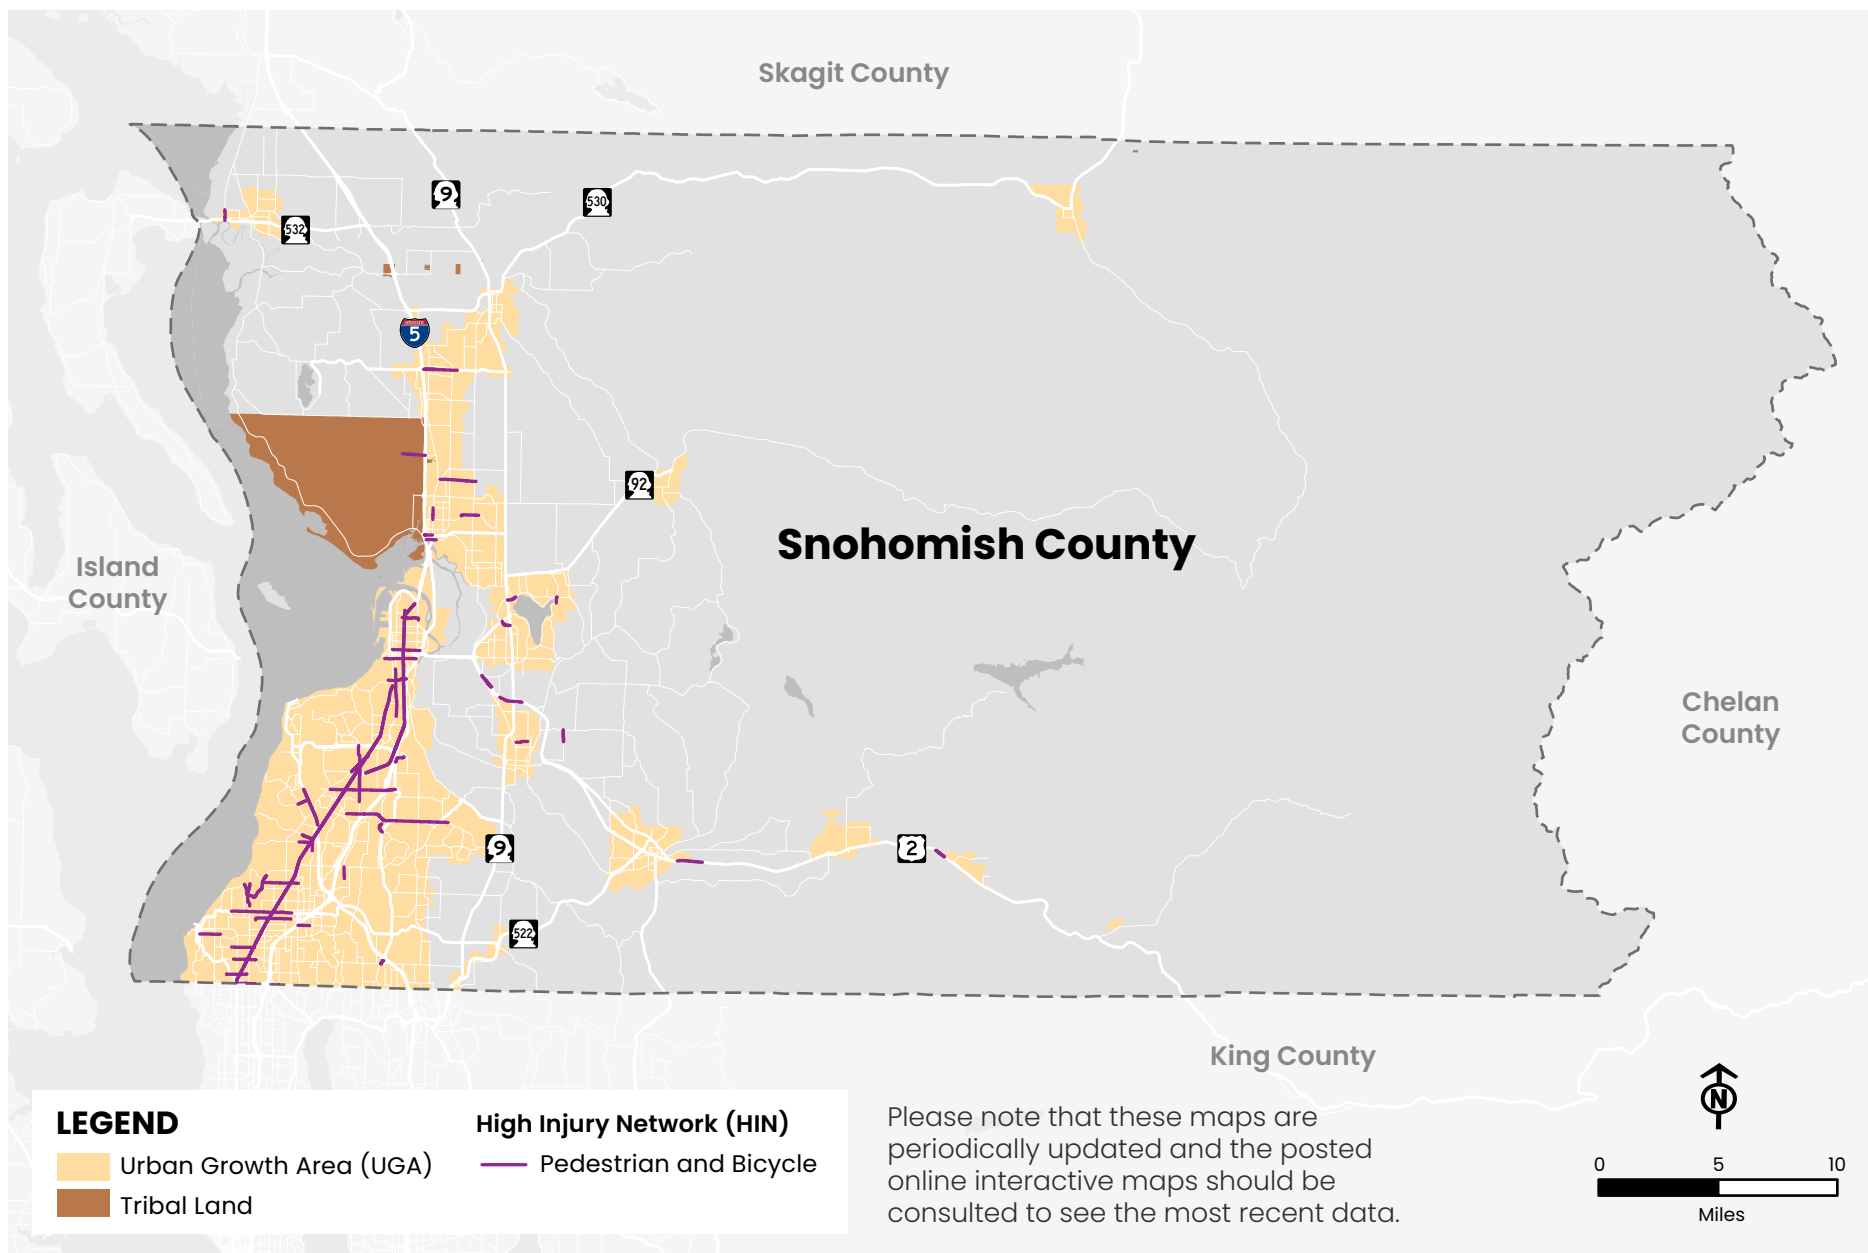 Skagit County
9
530
532
INTERSTATE
5
92
Snohomish County
Island
County
Chelan
County
9
2
522
King County
N
LEGEND
Urban Growth Area (UGA)
Tribal Land
High Injury Network (HIN)
Pedestrian and Bicycle
Please note that these maps are
periodically updated and the posted
online interactive maps should be
consulted to see the most recent data.
0 5 10
Miles